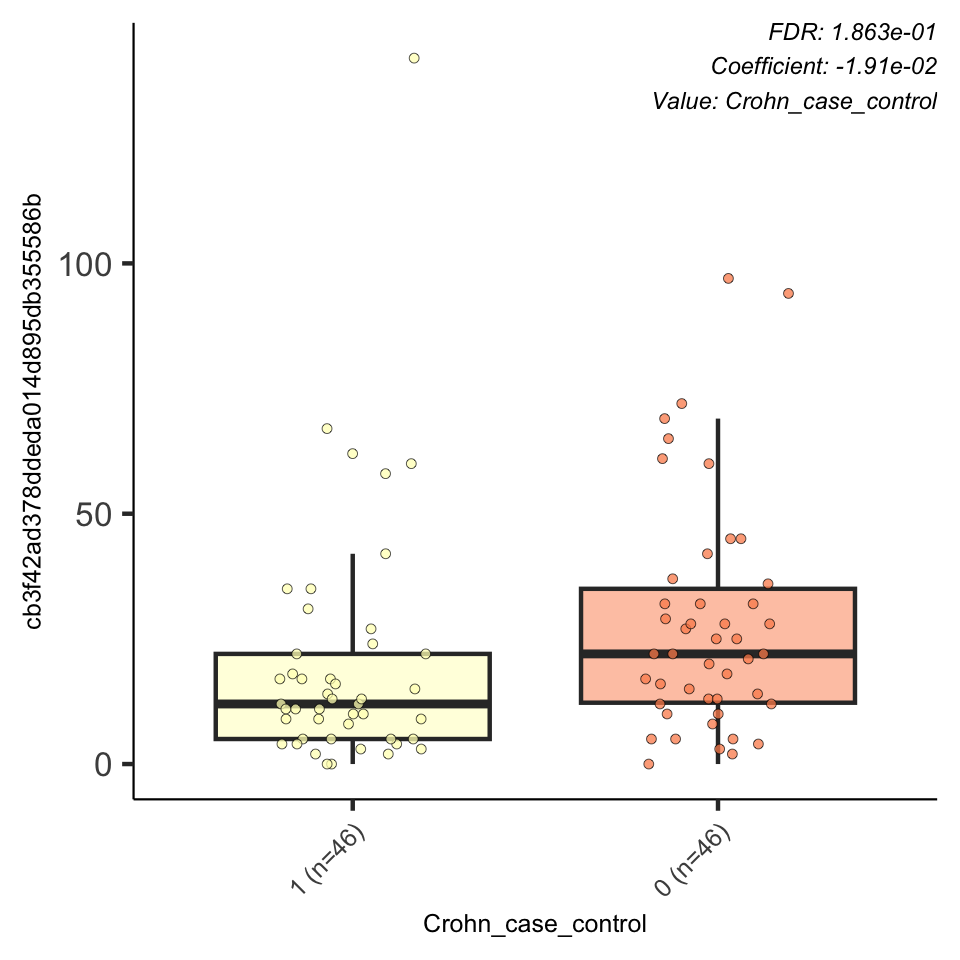 FDR: 1.863e-01
Coefficient: -1.91e-02
Value: Crohn_case_control
cb3f42ad378ddeda014d895db355586b
100
50
0
1 (n=46)
0 (n=46)
Crohn_case_control